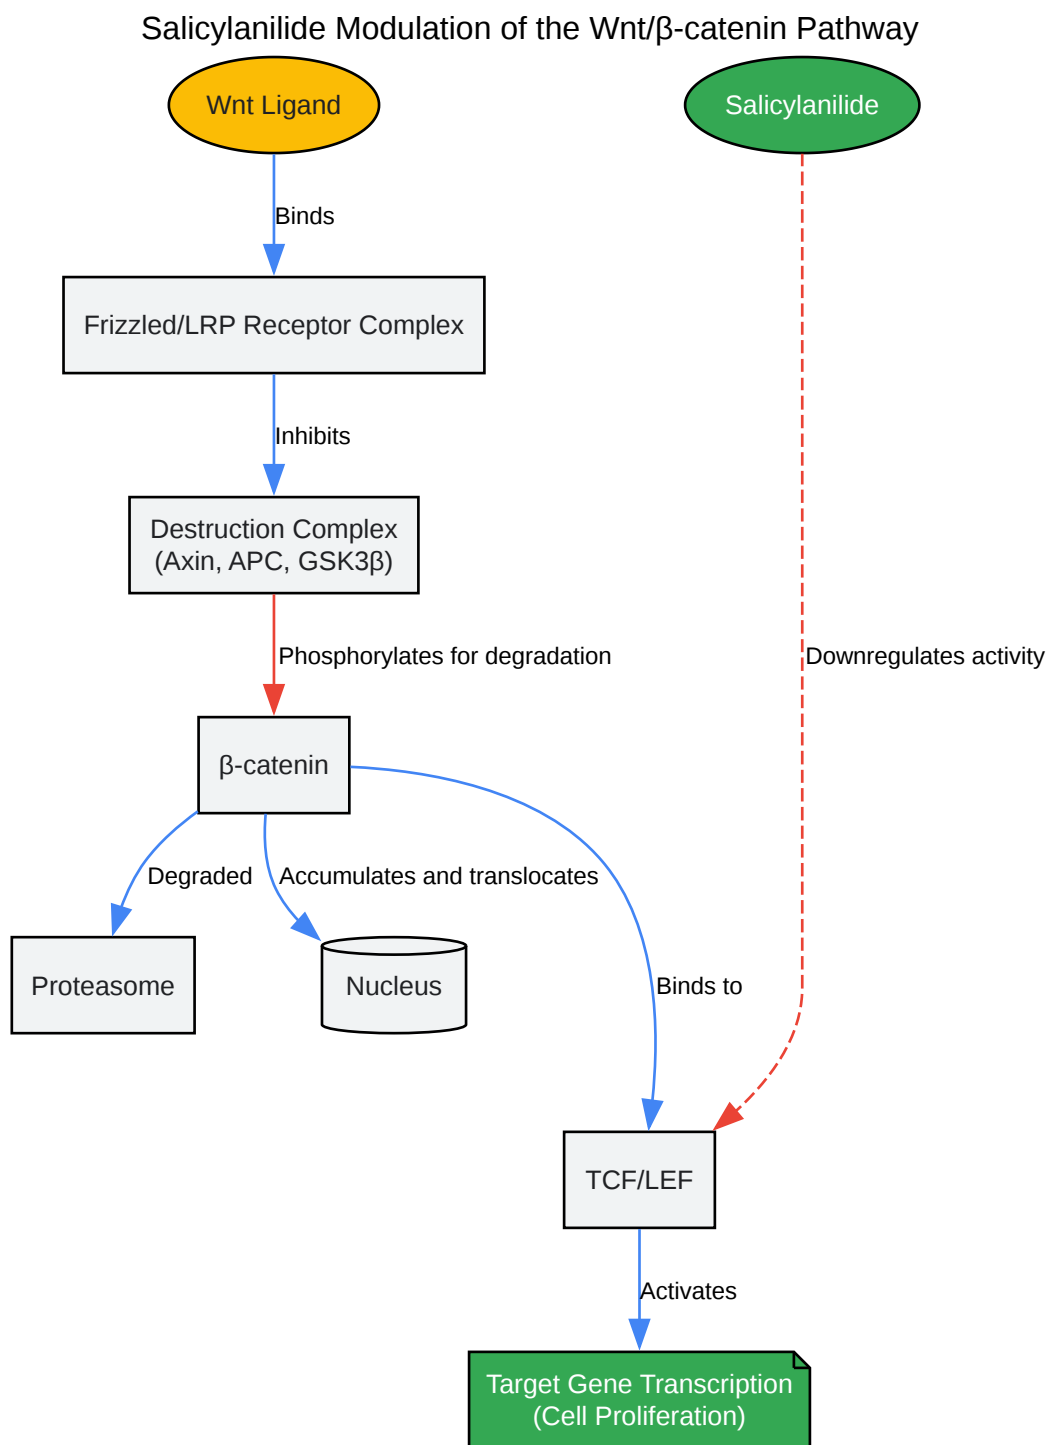 Salicylanilide Modulation of the Wnt/β-catenin Pathway
Wnt Ligand
Salicylanilide
Binds
Frizzled/LRP Receptor Complex
Inhibits
Destruction Complex
(Axin, APC, GSK3β)
Phosphorylates for degradation
Downregulates activity
β-catenin
Degraded
Accumulates and translocates
Proteasome
Nucleus
Binds to
TCF/LEF
Activates
Target Gene Transcription
(Cell Proliferation)